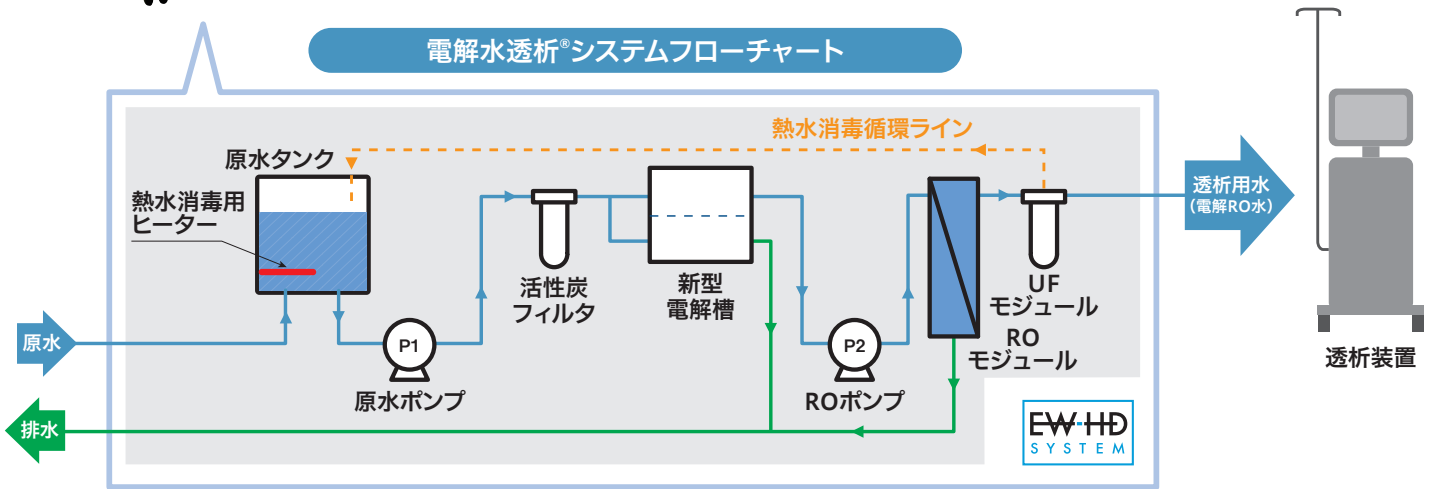 電解水透析®システムフローチャート
熱水消毒循環ライン
原水タンク
熱水消毒用
ヒーター
透析用水
(電解RO水)
活性炭
フィルタ
新型
電解槽
UF
モジュール
RO
モジュール
原水
P1
P2
透析装置
原水ポンプ
ROポンプ
排水
EW-HD
SYSTEM